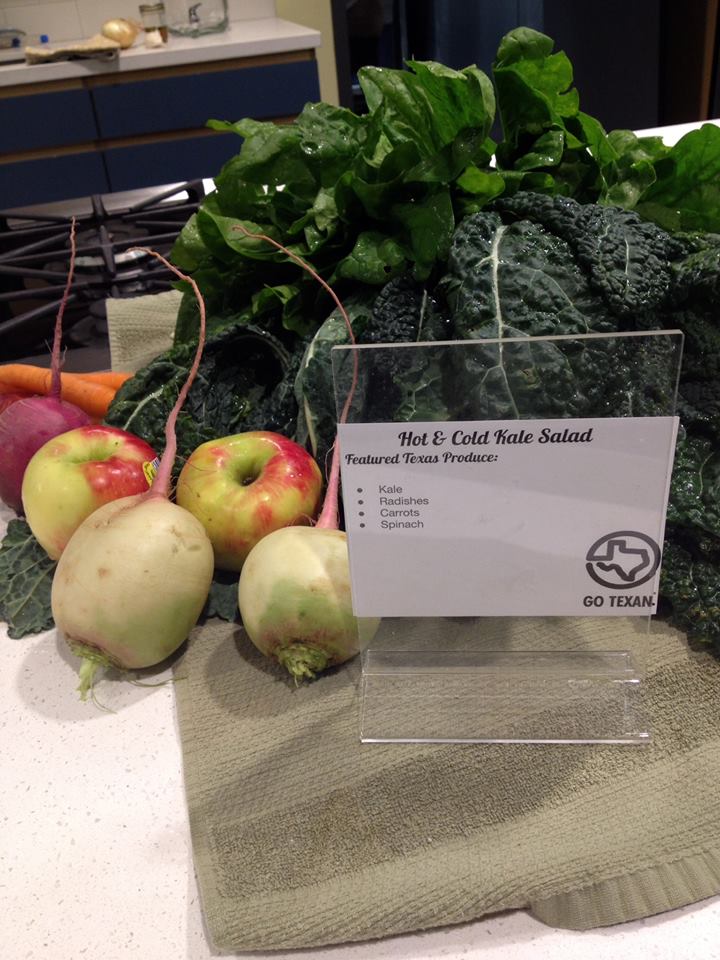 Hot & Cold Kale Salad
Featured Texas Produce:
• Kale
• Radishes
• Carrots
• Spinach
GO TEXAN.